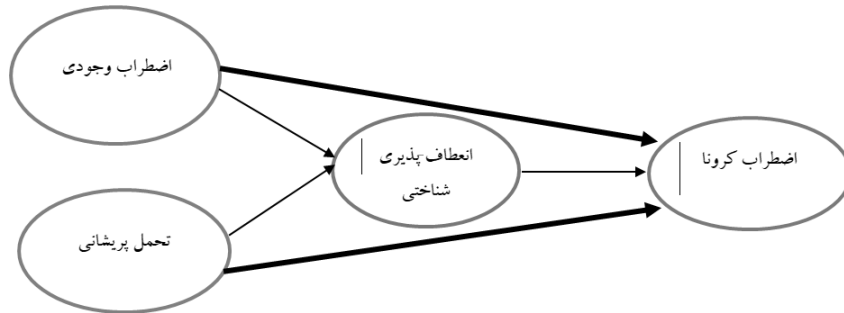 اضطراب وجودی
انعطاف-پذیری
شناختی
اضطراب کرونا
تحمل پریشانی